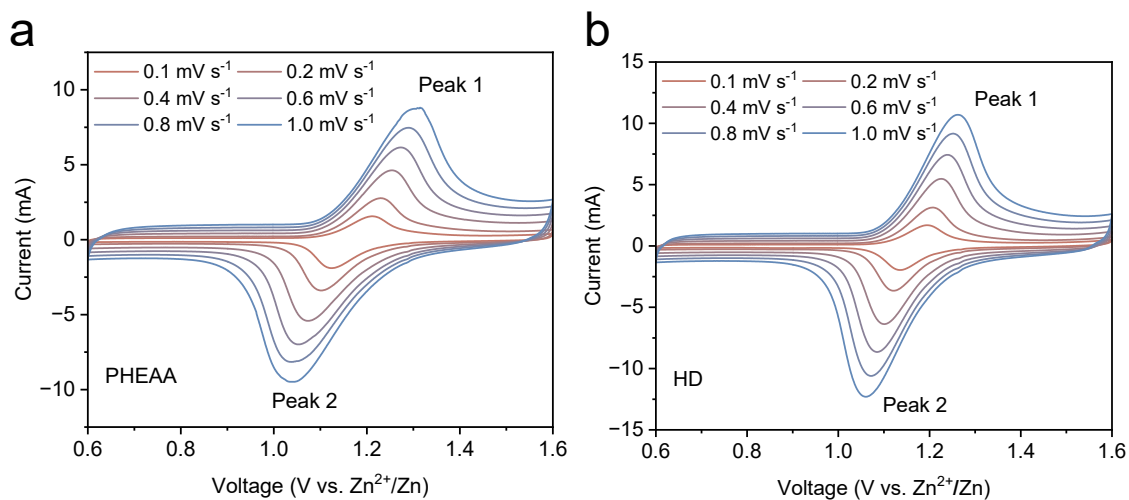 a
10
5
0
−5
−10
0.1 mV s⁻¹ 0.2 mV s⁻¹
0.4 mV s⁻¹ 0.6 mV s⁻¹
0.8 mV s⁻¹ 1.0 mV s⁻¹
Peak 1
Peak 2
PHEAA
Current (mA)
0.6 0.8 1.0 1.2 1.4 1.6
Voltage (V vs. Zn²⁺/Zn)
b
15
10
5
0
−5
−10
−15
0.1 mV s⁻¹ 0.2 mV s⁻¹
0.4 mV s⁻¹ 0.6 mV s⁻¹
0.8 mV s⁻¹ 1.0 mV s⁻¹
Peak 1
HD
Peak 2
Current (mA)
0.6 0.8 1.0 1.2 1.4 1.6
Voltage (V vs. Zn²⁺/Zn)